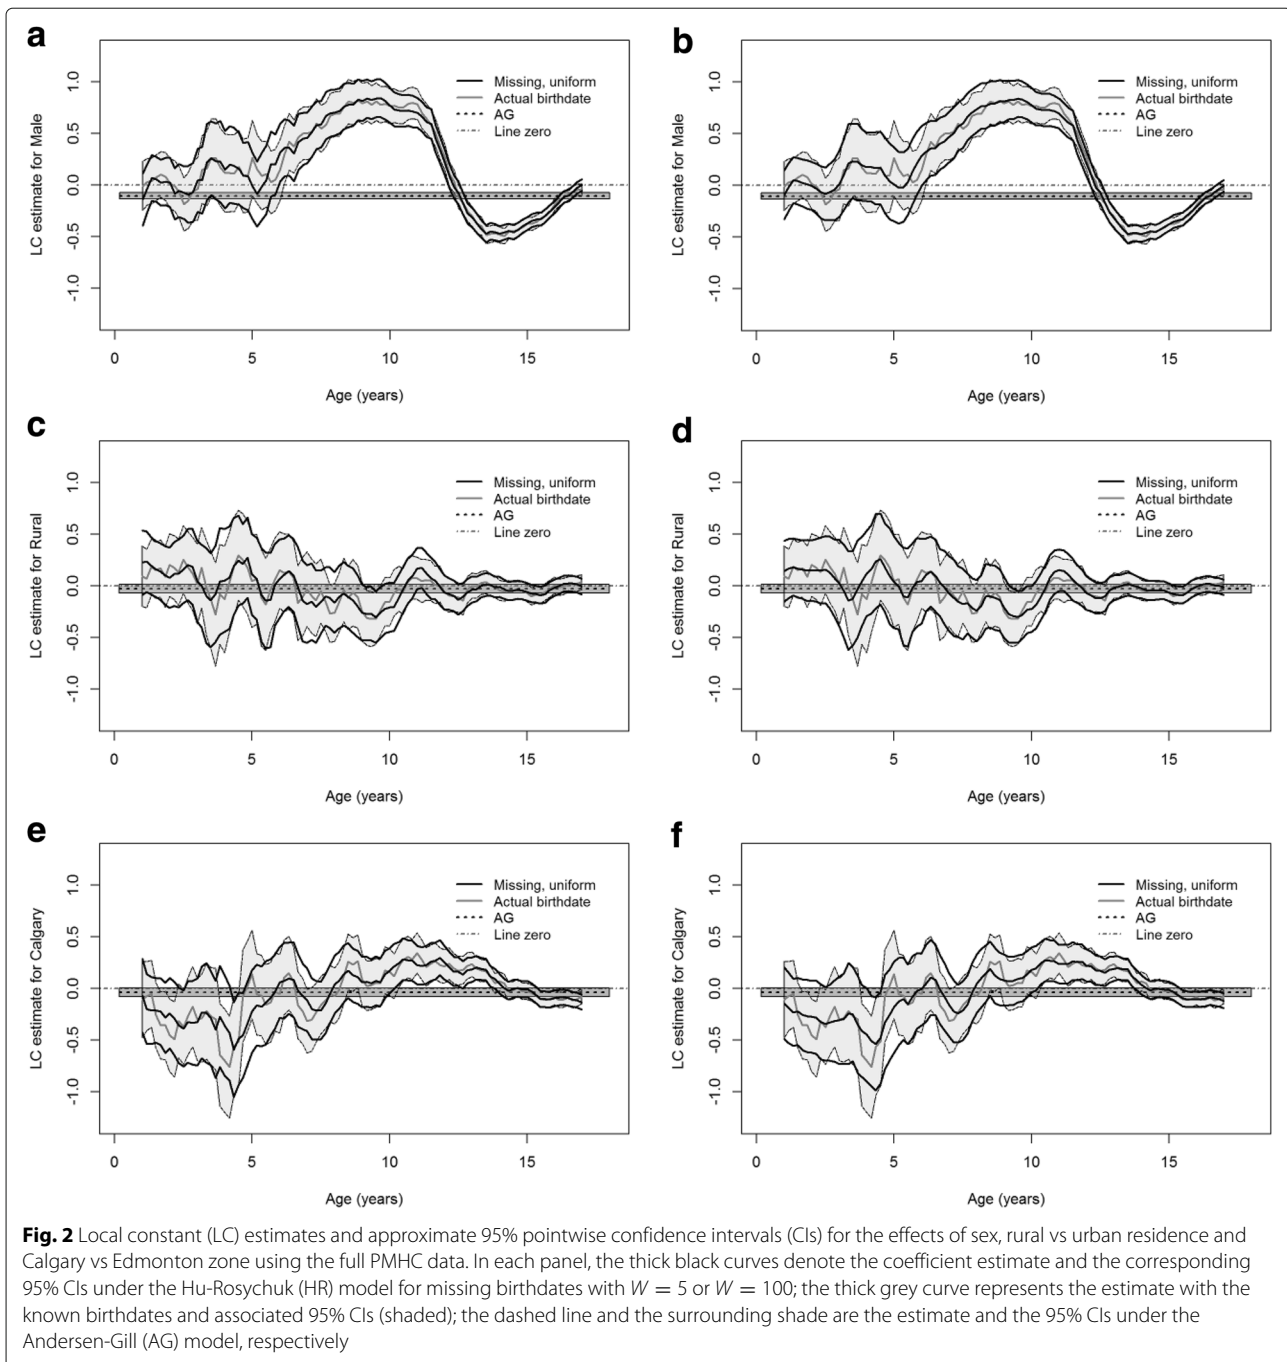 a
LC estimate for Male
1.0
0.5
0.0
-0.5
-1.0
Missing, uniform
Actual birthdate
AG
Line zero
0 5 10 15
Age (years)
b
LC estimate for Male
1.0
0.5
0.0
-0.5
-1.0
Missing, uniform
Actual birthdate
AG
Line zero
0 5 10 15
Age (years)
c
LC estimate for Rural
1.0
0.5
0.0
-0.5
-1.0
Missing, uniform
Actual birthdate
AG
Line zero
0 5 10 15
Age (years)
d
LC estimate for Rural
1.0
0.5
0.0
-0.5
-1.0
Missing, uniform
Actual birthdate
AG
Line zero
0 5 10 15
Age (years)
e
LC estimate for Calgary
1.0
0.5
0.0
-0.5
-1.0
Missing, uniform
Actual birthdate
AG
Line zero
0 5 10 15
Age (years)
f
LC estimate for Calgary
1.0
0.5
0.0
-0.5
-1.0
Missing, uniform
Actual birthdate
AG
Line zero
0 5 10 15
Age (years)
Fig. 2 Local constant (LC) estimates and approximate 95% pointwise confidence intervals (CIs) for the effects of sex, rural vs urban residence and
Calgary vs Edmonton zone using the full PMHC data. In each panel, the thick black curves denote the coefficient estimate and the corresponding
95% CIs under the Hu-Rosychuk (HR) model for missing birthdates with W = 5 or W = 100; the thick grey curve represents the estimate with the
known birthdates and associated 95% CIs (shaded); the dashed line and the surrounding shade are the estimate and the 95% CIs under the
Andersen-Gill (AG) model, respectively